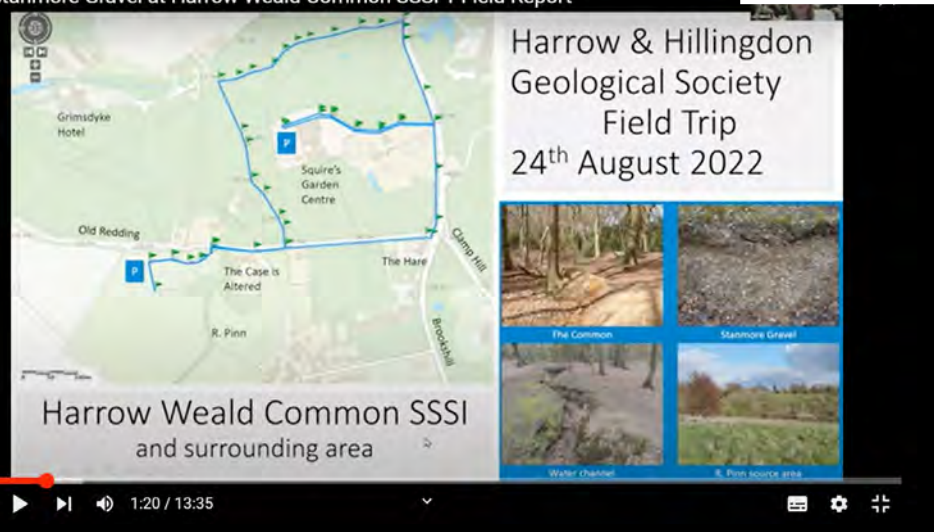 Stanmore Gravel at Harrow Weald Common SSSI : Field Report
Harrow & Hillingdon
Geological Society
Field Trip
24th August 2022
Grimsdyke
Hotel
P
Squire's
Garden
Centre
Old Redding
P
The Case is
Altered
The Hare
Clamp Hill
R. Pinn
Brookshill
Harrow Weald Common SSSI
and surrounding area
The Common
Stanmore Gravel
Water channel
R. Pinn source area
1:20 / 13:35